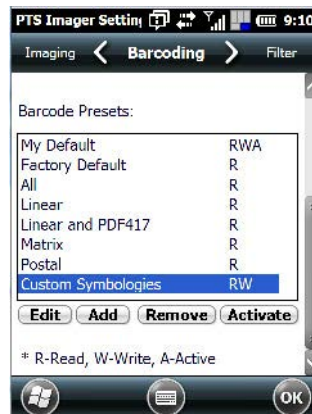 PTS Imager Settin 9:10
Imaging Barcoding Filter
Barcode Presets:
My Default RWA
Factory Default R
All R
Linear R
Linear and PDF417 R
Matrix R
Postal R
Custom Symbologies RW
Edit Add Remove Activate
* R-Read, W-Write, A-Active
OK